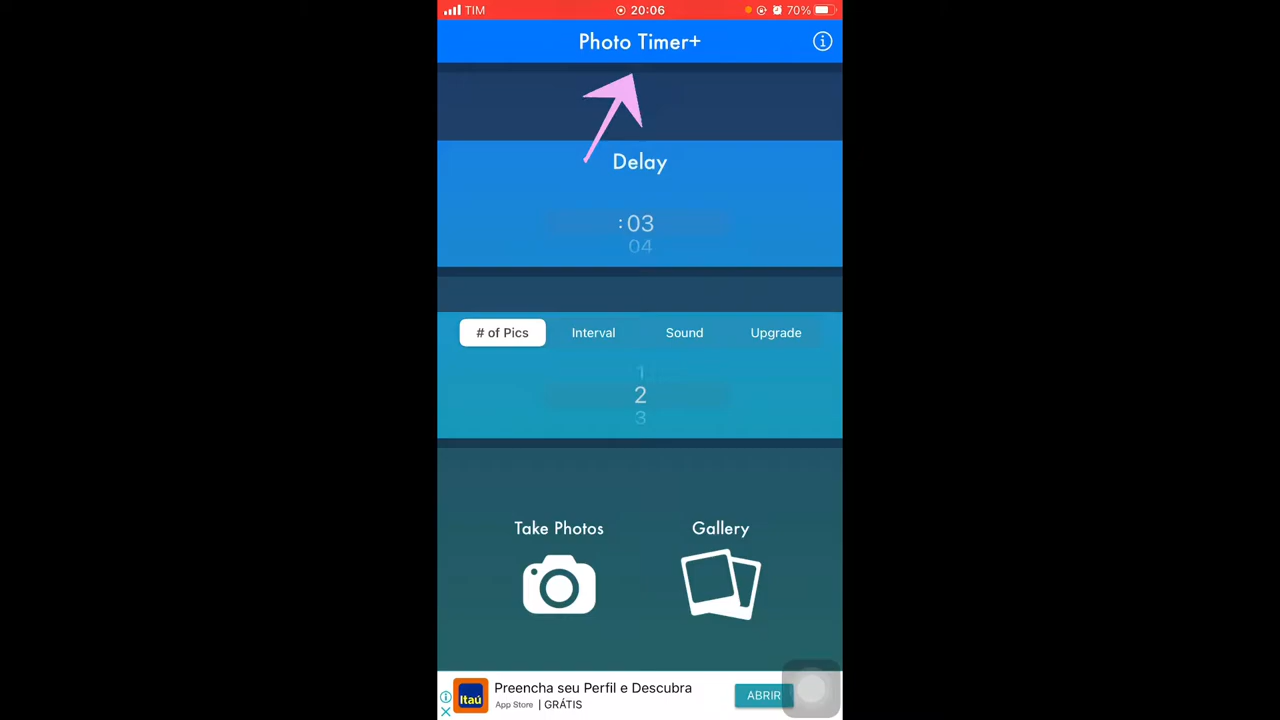 TIM 20:06 70%
Photo Timer+
Delay
:03
04
# of Pics Interval Sound Upgrade
1
2
3
Take Photos Gallery
Itaú
Preencha seu Perfil e Descubra
App Store | GRÁTIS
ABRIR